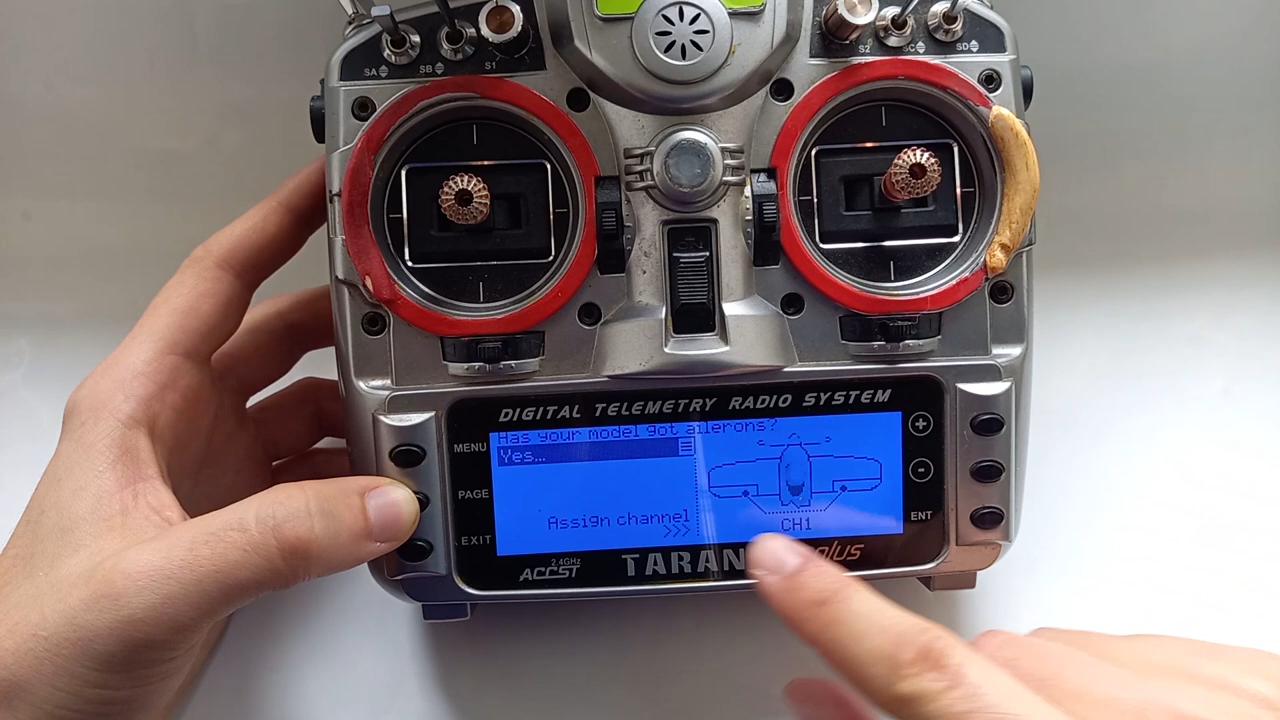 SA
SB
S1
S2
SC
SD
ON
DIGITAL TELEMETRY RADIO SYSTEM
MENU
PAGE
EXIT
Has your model got ailerons?
Yes...
Assign channel
>>>
CH1
+
-
ENT
2.4GHz
ACCST
TARAN
plus